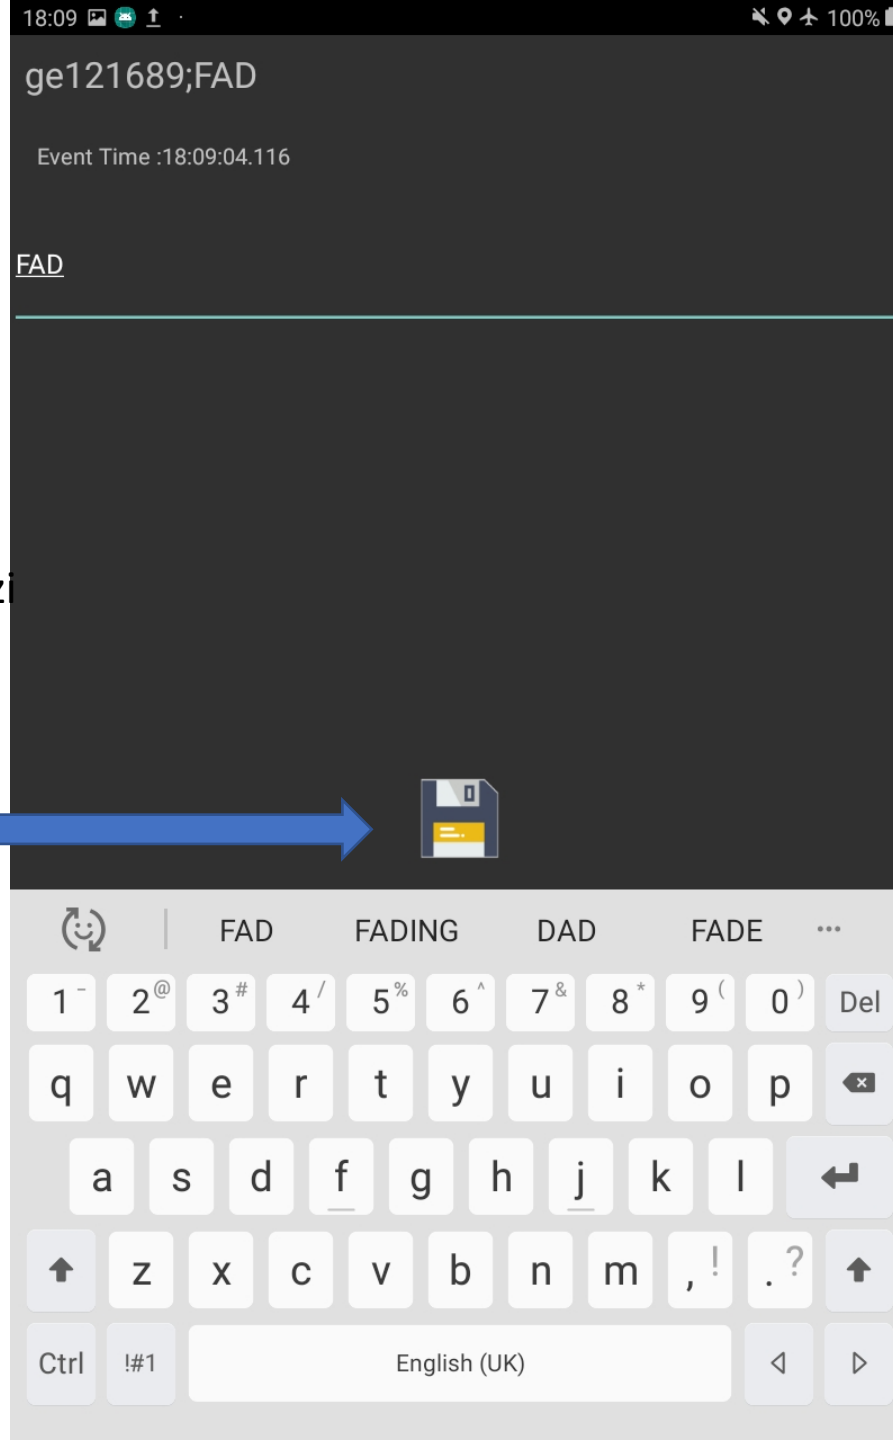 18:09 100%
ge121689;FAD
Event Time :18:09:04.116
FAD
zi
FAD FADING DAD FADE ...
1 - 2 @ 3 # 4 / 5 % 6 ^ 7 & 8 * 9 ( 0 ) Del
q w e r t y u i o p
a s d f g h j k l
z x c v b n m , ! . ?
Ctrl !#1 English (UK)